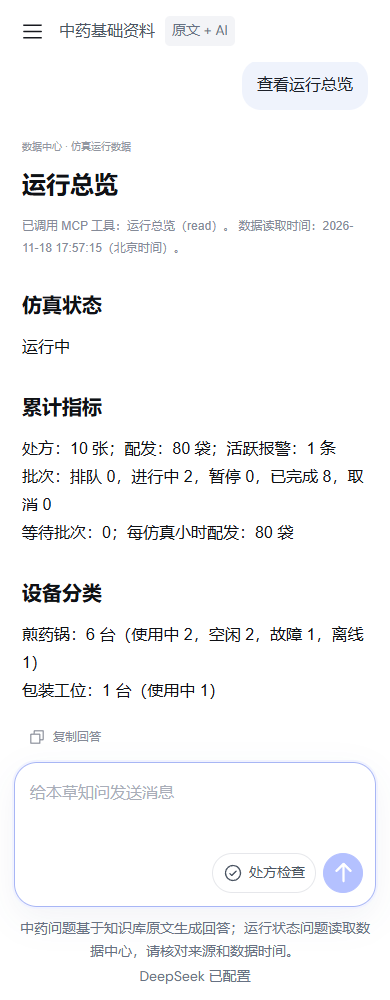 中药基础资料 原文 + AI
查看运行总览
数据中心 · 仿真运行数据
运行总览
已调用 MCP 工具：运行总览（read）。 数据读取时间：2026-
11-18 17:57:15（北京时间）。
仿真状态
运行中
累计指标
处方：10 张；配发：80 袋；活跃报警：1 条
批次：排队 0，进行中 2，暂停 0，已完成 8，取
消 0
等待批次：0；每仿真小时配发：80 袋
设备分类
煎药锅：6 台（使用中 2，空闲 2，故障 1，离线
1）
包装工位：1 台（使用中 1）
复制回答
给本草知问发送消息
处方检查
中药问题基于知识库原文生成回答；运行状态问题读取数
据中心，请核对来源和数据时间。
DeepSeek 已配置